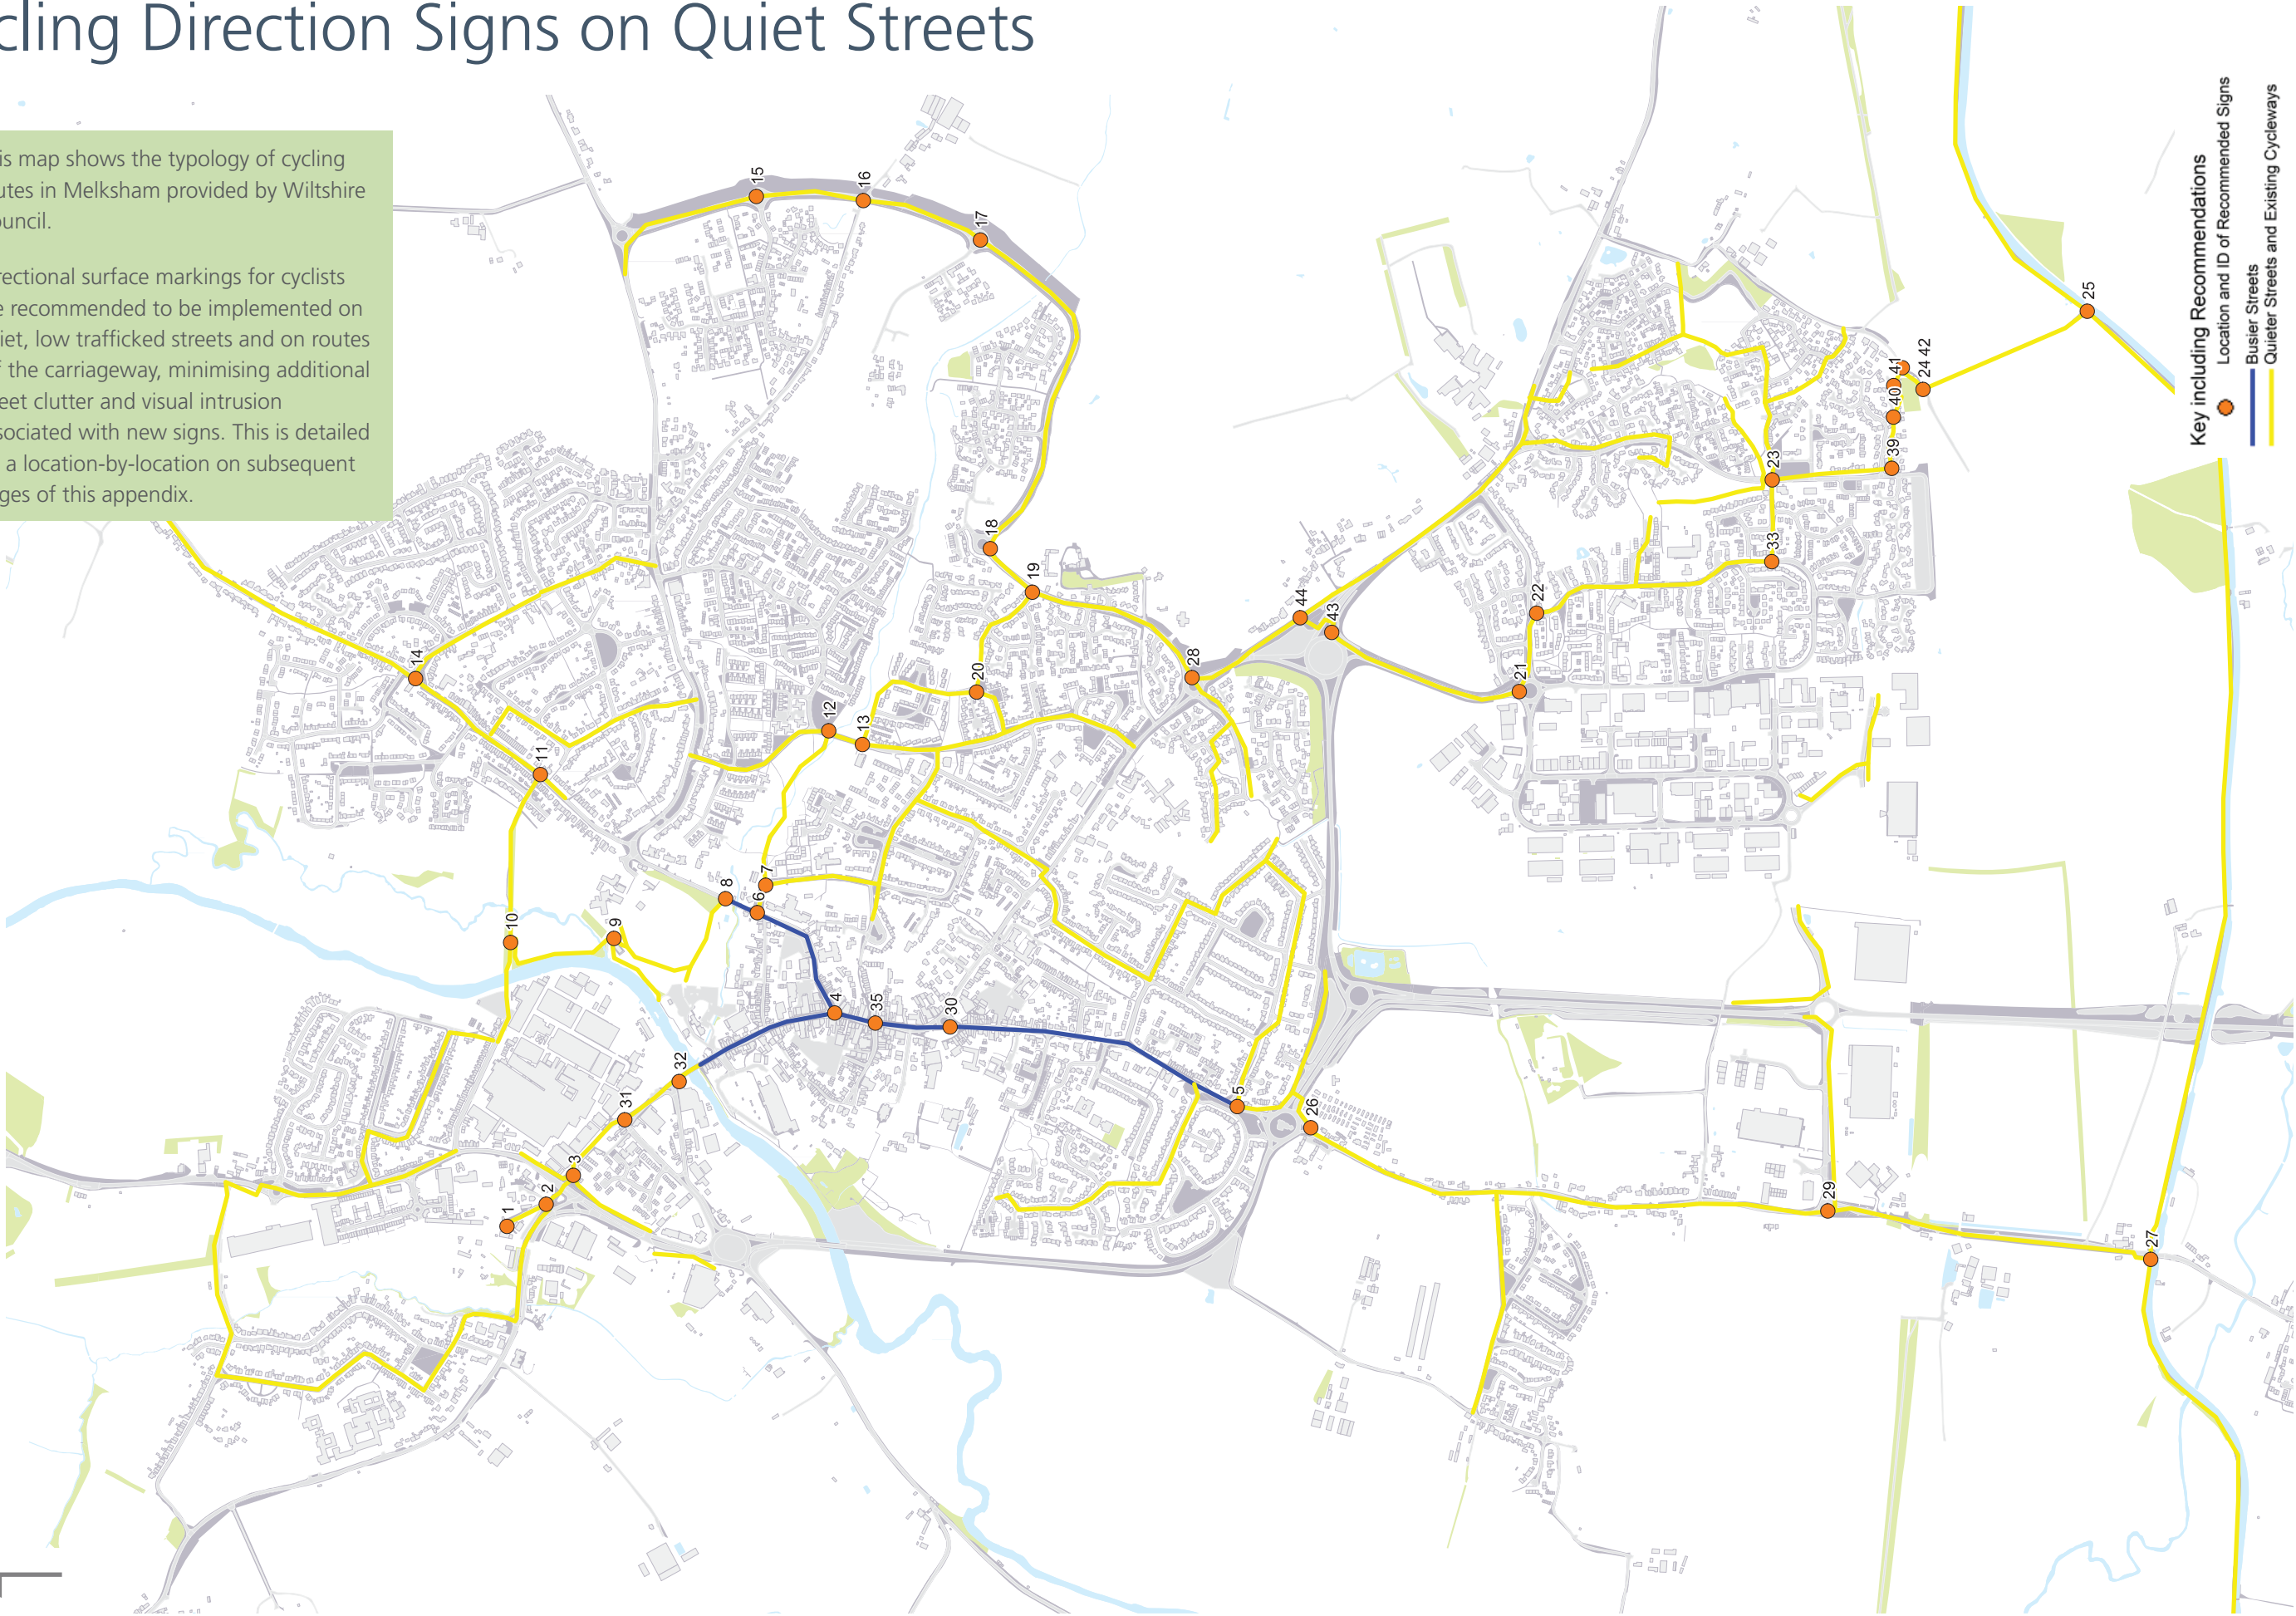 cling Direction Signs on Quiet Streets
is map shows the typology of cycling
utes in Melksham provided by Wiltshire
ouncil.
rectional surface markings for cyclists
e recommended to be implemented on
iet, low trafficked streets and on routes
f the carriageway, minimising additional
eet clutter and visual intrusion
sociated with new signs. This is detailed
a location-by-location on subsequent
ges of this appendix.
15
16
17
14
11
18
19
12
13
20
28
44
43
10
9
8
7
6
4
35
30
32
31
3
2
1
5
26
22
21
23
33
39
40
41
24 42
25
29
27
Key including Recommendations
Location and ID of Recommended Signs
Busier Streets
Quieter Streets and Existing Cycleways